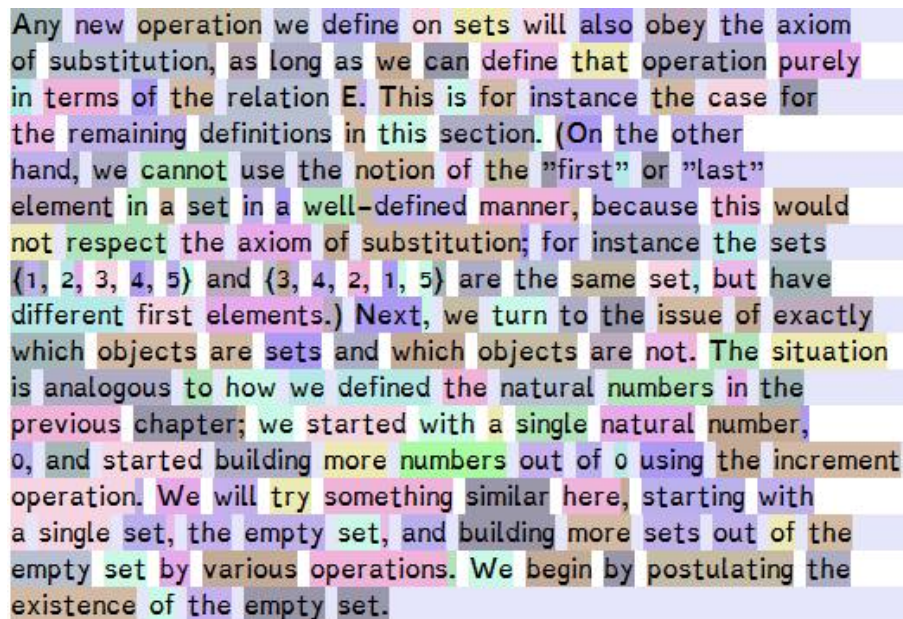 Any new operation we define on sets will also obey the axiom
of substitution, as long as we can define that operation purely
in terms of the relation E. This is for instance the case for
the remaining definitions in this section. (On the other
hand, we cannot use the notion of the ”first” or ”last”
element in a set in a well-defined manner, because this would
not respect the axiom of substitution; for instance the sets
{1, 2, 3, 4, 5} and {3, 4, 2, 1, 5} are the same set, but have
different first elements.) Next, we turn to the issue of exactly
which objects are sets and which objects are not. The situation
is analogous to how we defined the natural numbers in the
previous chapter; we started with a single natural number,
0, and started building more numbers out of 0 using the increment
operation. We will try something similar here, starting with
a single set, the empty set, and building more sets out of the
empty set by various operations. We begin by postulating the
existence of the empty set.